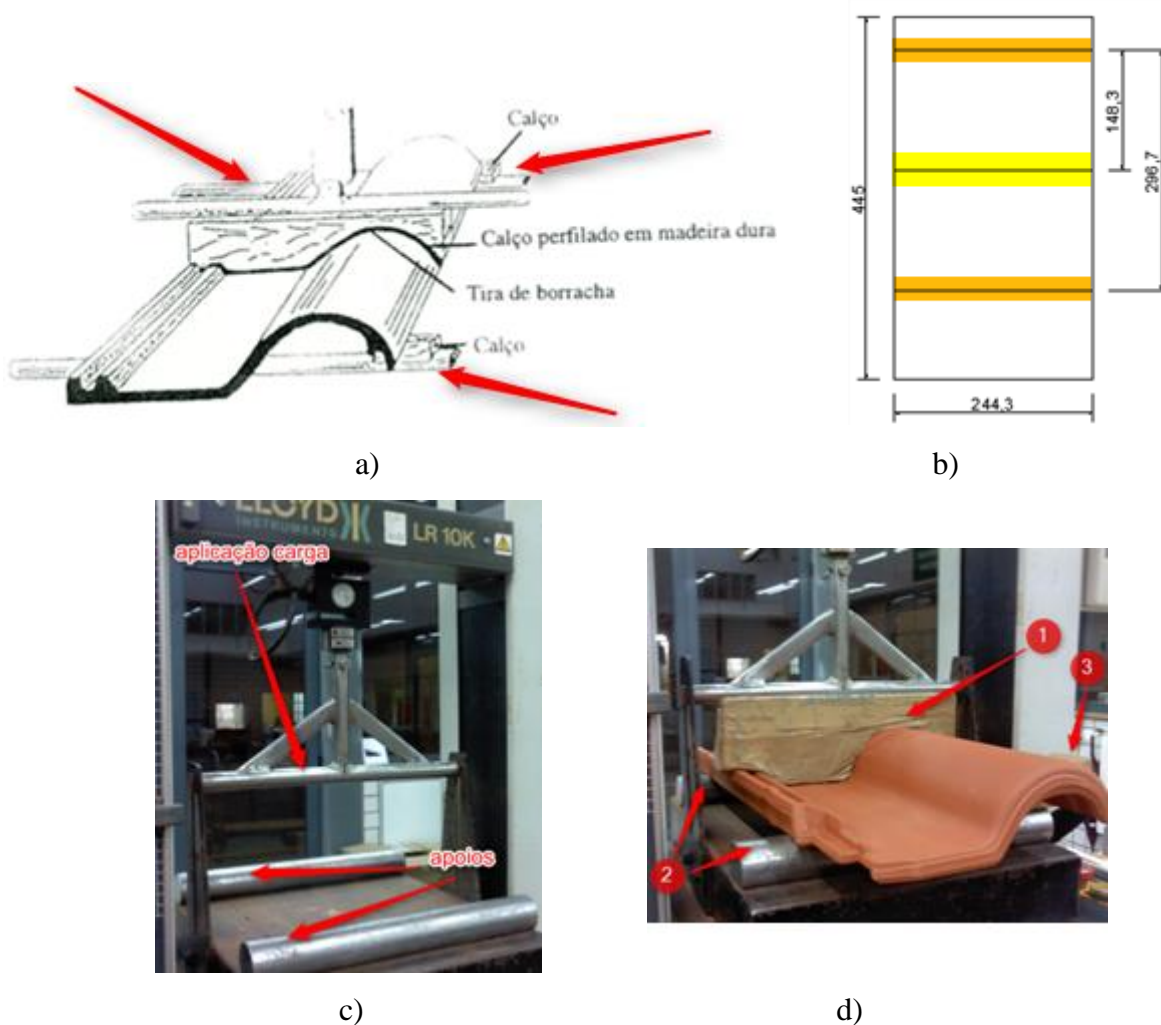 Calço
Calço perfilado em madeira dura
Tira de borracha
Calço
a)
445
148,3
296,7
244,3
b)
LLOYD
INSTRUMENTS
LR 10K
aplicação carga
apoios
c)
1
2
3
d)